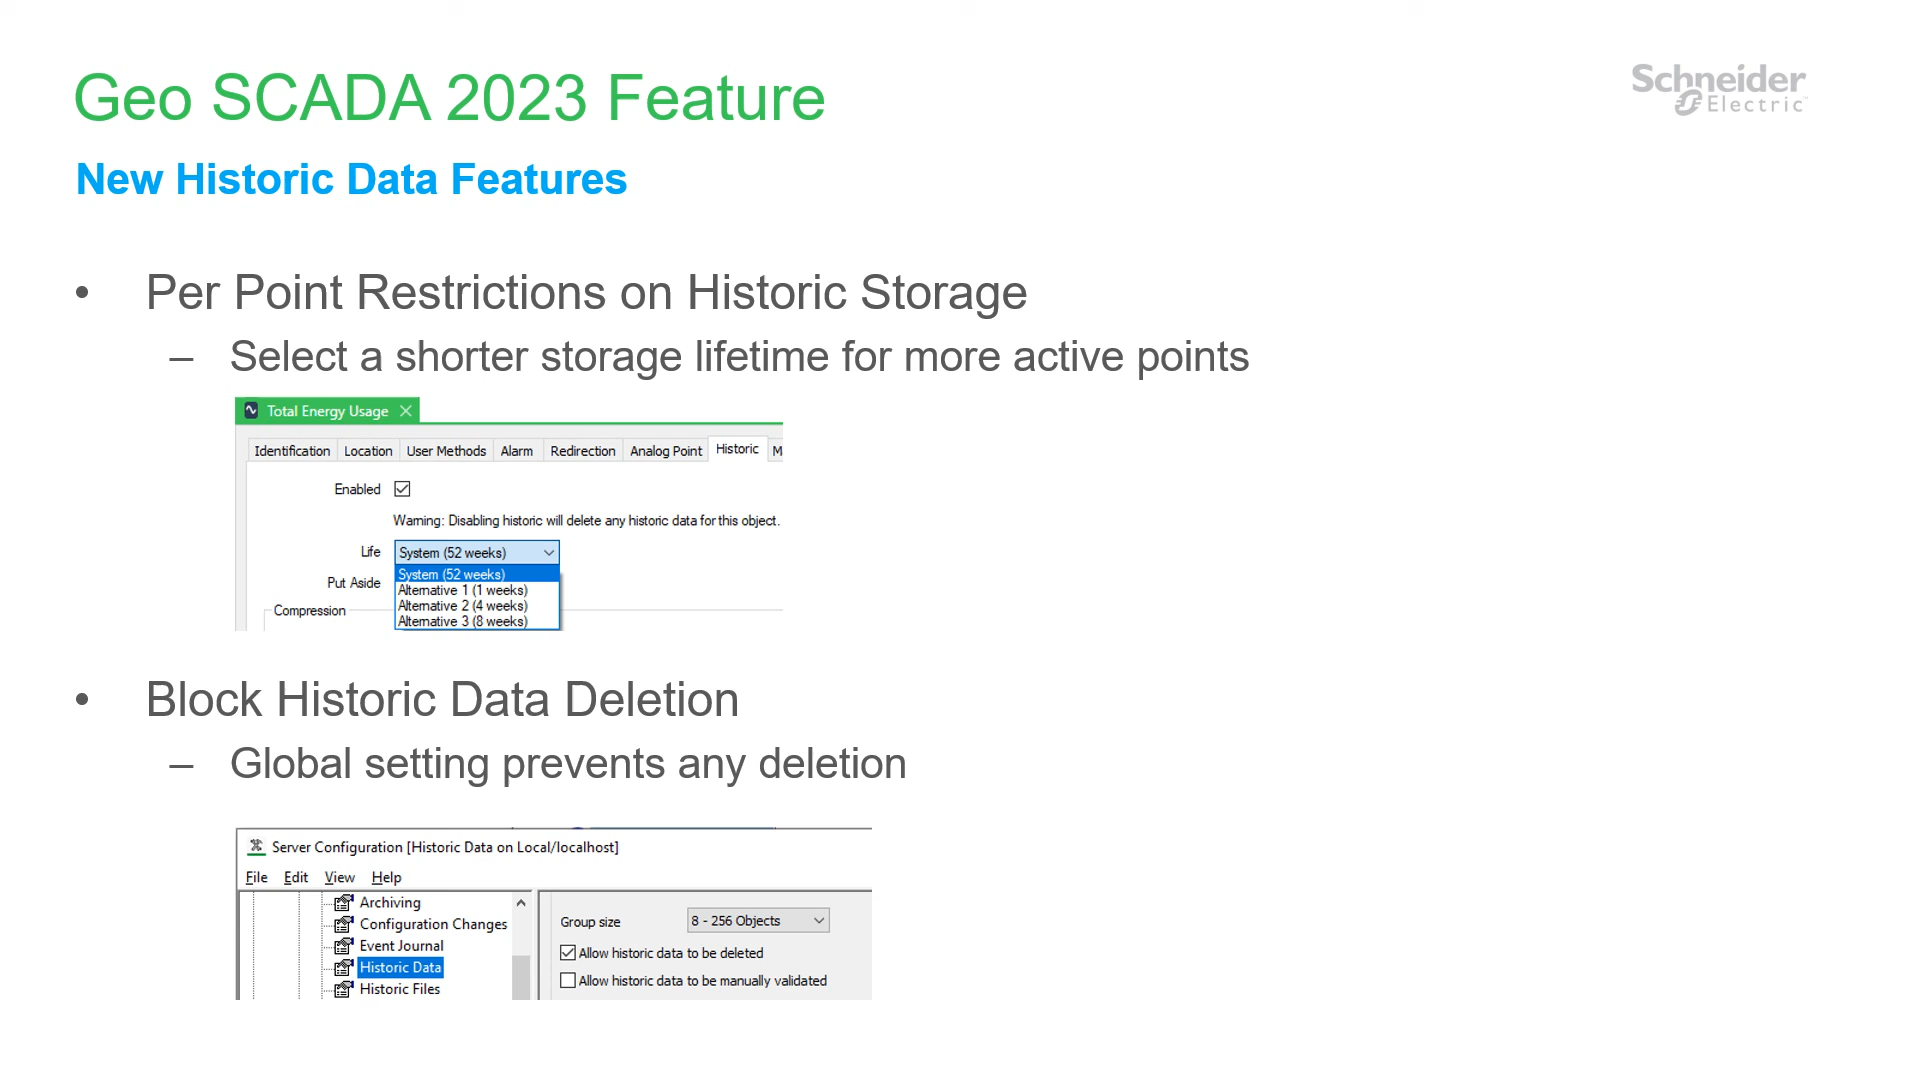 Geo SCADA 2023 Feature
Schneider
Electric™
New Historic Data Features
• Per Point Restrictions on Historic Storage
– Select a shorter storage lifetime for more active points
Total Energy Usage
Identification Location User Methods Alarm Redirection Analog Point Historic M
Enabled
Warning: Disabling historic will delete any historic data for this object.
Life System (52 weeks)
System (52 weeks)
Put Aside
Alternative 1 (1 weeks)
Alternative 2 (4 weeks)
Compression
Alternative 3 (8 weeks)
• Block Historic Data Deletion
– Global setting prevents any deletion
Server Configuration [Historic Data on Local/localhost]
File Edit View Help
Archiving
Configuration Changes
Event Journal
Historic Data
Historic Files
Group size 8 - 256 Objects
Allow historic data to be deleted
Allow historic data to be manually validated